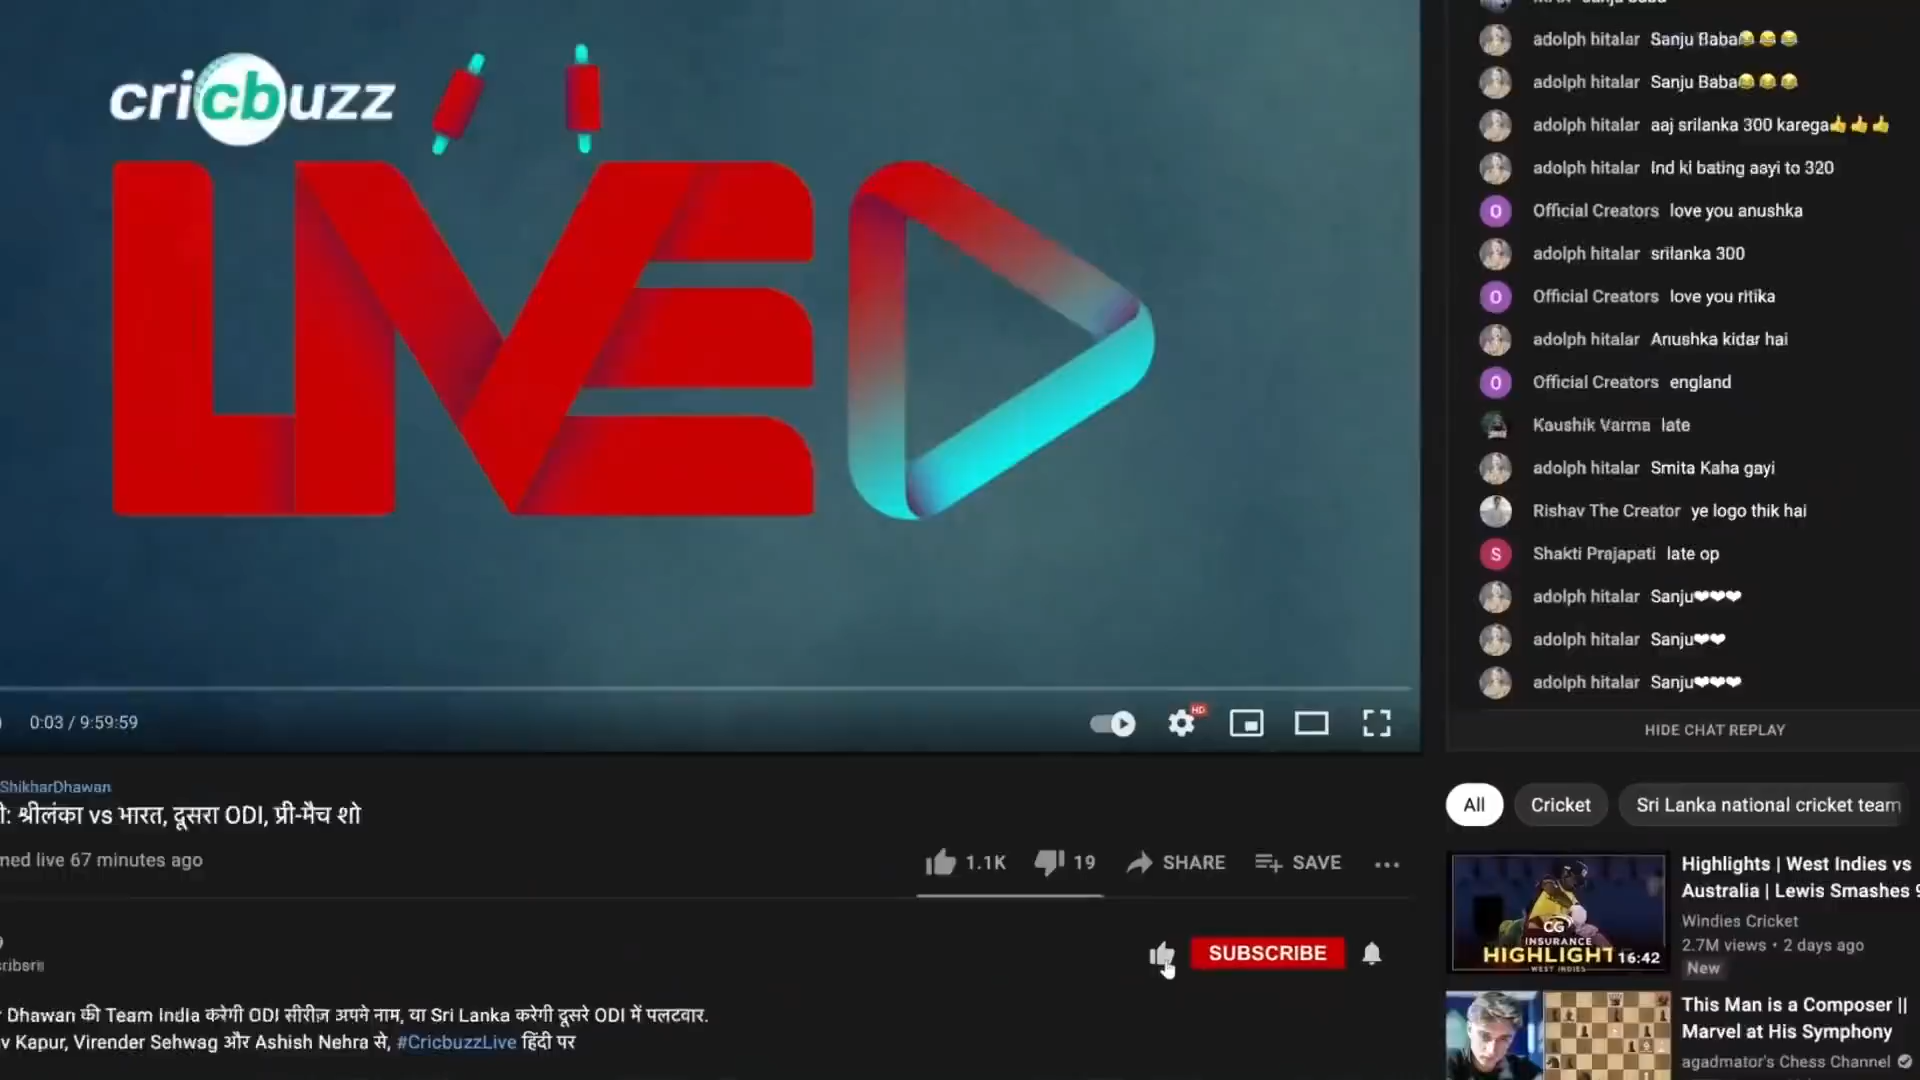 cricbuzz
LIVE
0:03 / 9:59:59
HD
ShikharDhawan
श्रीलंका vs भारत, दूसरा ODI, प्री-मैच शो
live 67 minutes ago
1.1K
19
SHARE
SAVE
SUBSCRIBE
Dhawan की Team India करेगी ODI सीरीज़ अपने नाम, या Sri Lanka करेगी दूसरे ODI में पलटवार.
Kapur, Virender Sehwag और Ashish Nehra से, #CricbuzzLive हिंदी पर
adolph hitalar Sanju Baba😂😂😂
adolph hitalar Sanju Baba😂😂😂
adolph hitalar aaj srilanka 300 karega👍👍👍
adolph hitalar Ind ki bating aayi to 320
O Official Creators love you anushka
adolph hitalar srilanka 300
O Official Creators love you ritika
adolph hitalar Anushka kidar hai
O Official Creators england
Kaushik Varma late
adolph hitalar Smita Kaha gayi
Rishav The Creator ye logo thik hai
S Shakti Prajapati late op
adolph hitalar Sanju❤❤❤
adolph hitalar Sanju❤❤
adolph hitalar Sanju❤❤❤
HIDE CHAT REPLAY
All
Cricket
Sri Lanka national cricket team
CG
INSURANCE
HIGHLIGHT
WEST INDIES
16:42
Highlights | West Indies vs
Australia | Lewis Smashes
Windies Cricket
2.7M views • 2 days ago
New
This Man is a Composer ||
Marvel at His Symphony
agadmator's Chess Channel